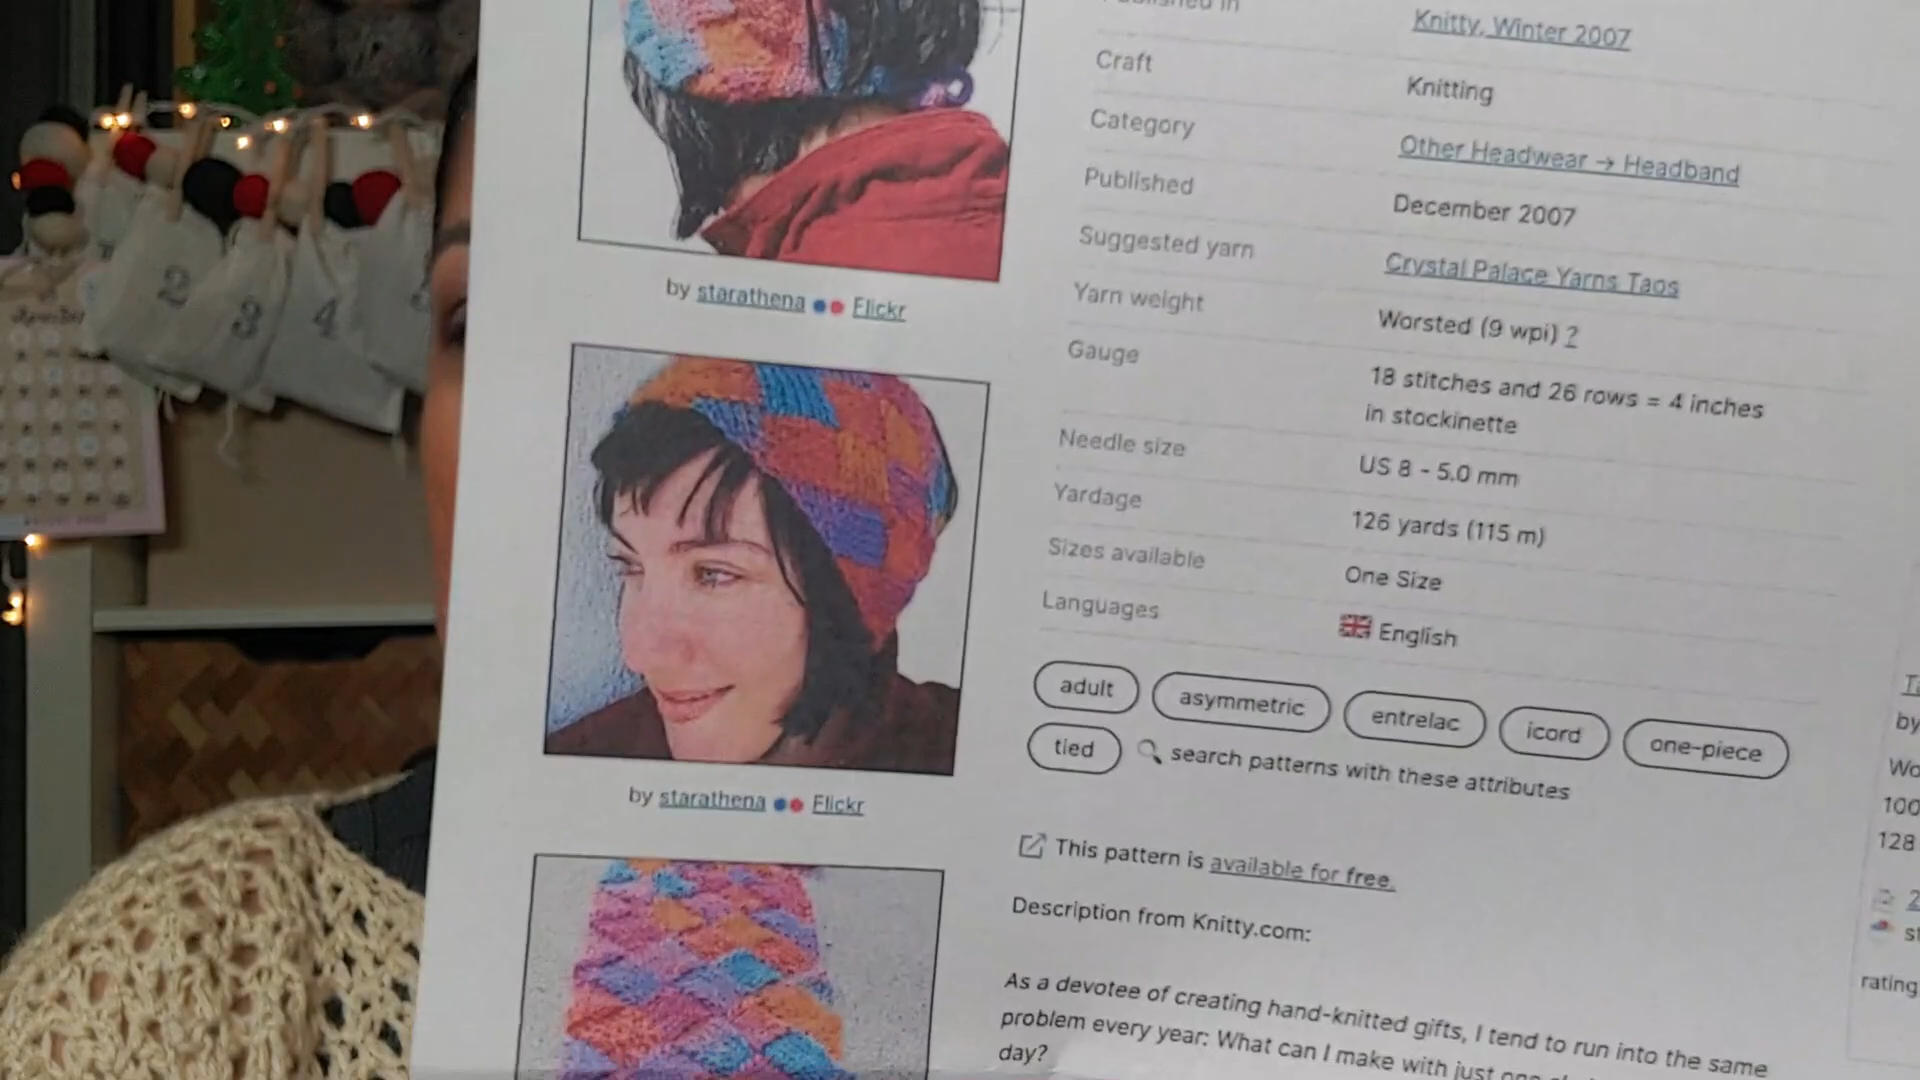 Knitty, Winter 2007
Craft
Knitting
Category
Other Headwear → Headband
Published
December 2007
Suggested yarn
Crystal Palace Yarns Taos
Yarn weight
Worsted (9 wpi) ?
Gauge
18 stitches and 26 rows = 4 inches
in stockinette
Needle size
US 8 - 5.0 mm
Yardage
126 yards (115 m)
Sizes available
One Size
Languages
English
adult
asymmetric
entrelac
icord
one-piece
tied
search patterns with these attributes
This pattern is available for free.
Description from Knitty.com:
As a devotee of creating hand-knitted gifts, I tend to run into the same
problem every year: What can I make with just one
day?
by starathena Flickr
by starathena Flickr
by
100
128
rating
2
3
4